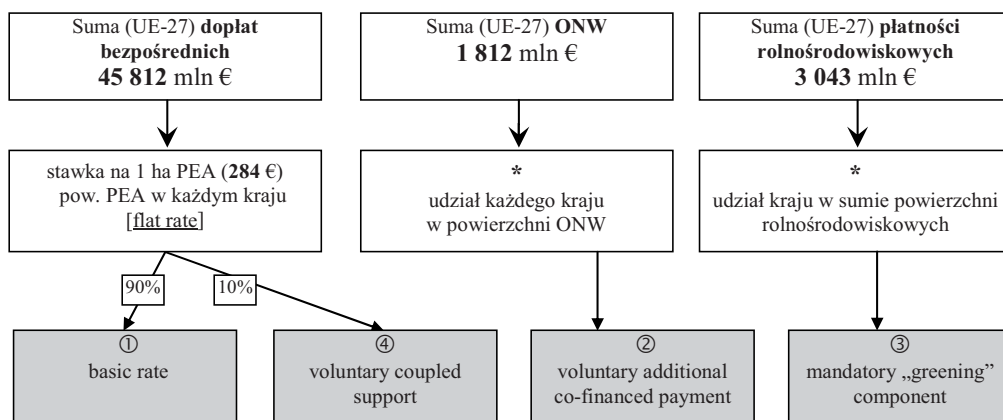 Suma (UE-27) dopłat
bezpośrednich
45 812 mln €
Suma (UE-27) ONW
1 812 mln €
Suma (UE-27) płatności
rolnośrodowiskowych
3 043 mln €
stawka na 1 ha PEA (284 €)
pow. PEA w każdym kraju
[flat rate]
*
udział każdego kraju
w powierzchni ONW
*
udział kraju w sumie powierzchni
rolnośrodowiskowych
90%
10%
①
basic rate
④
voluntary coupled
support
②
voluntary additional
co-financed payment
③
mandatory „greening”
component